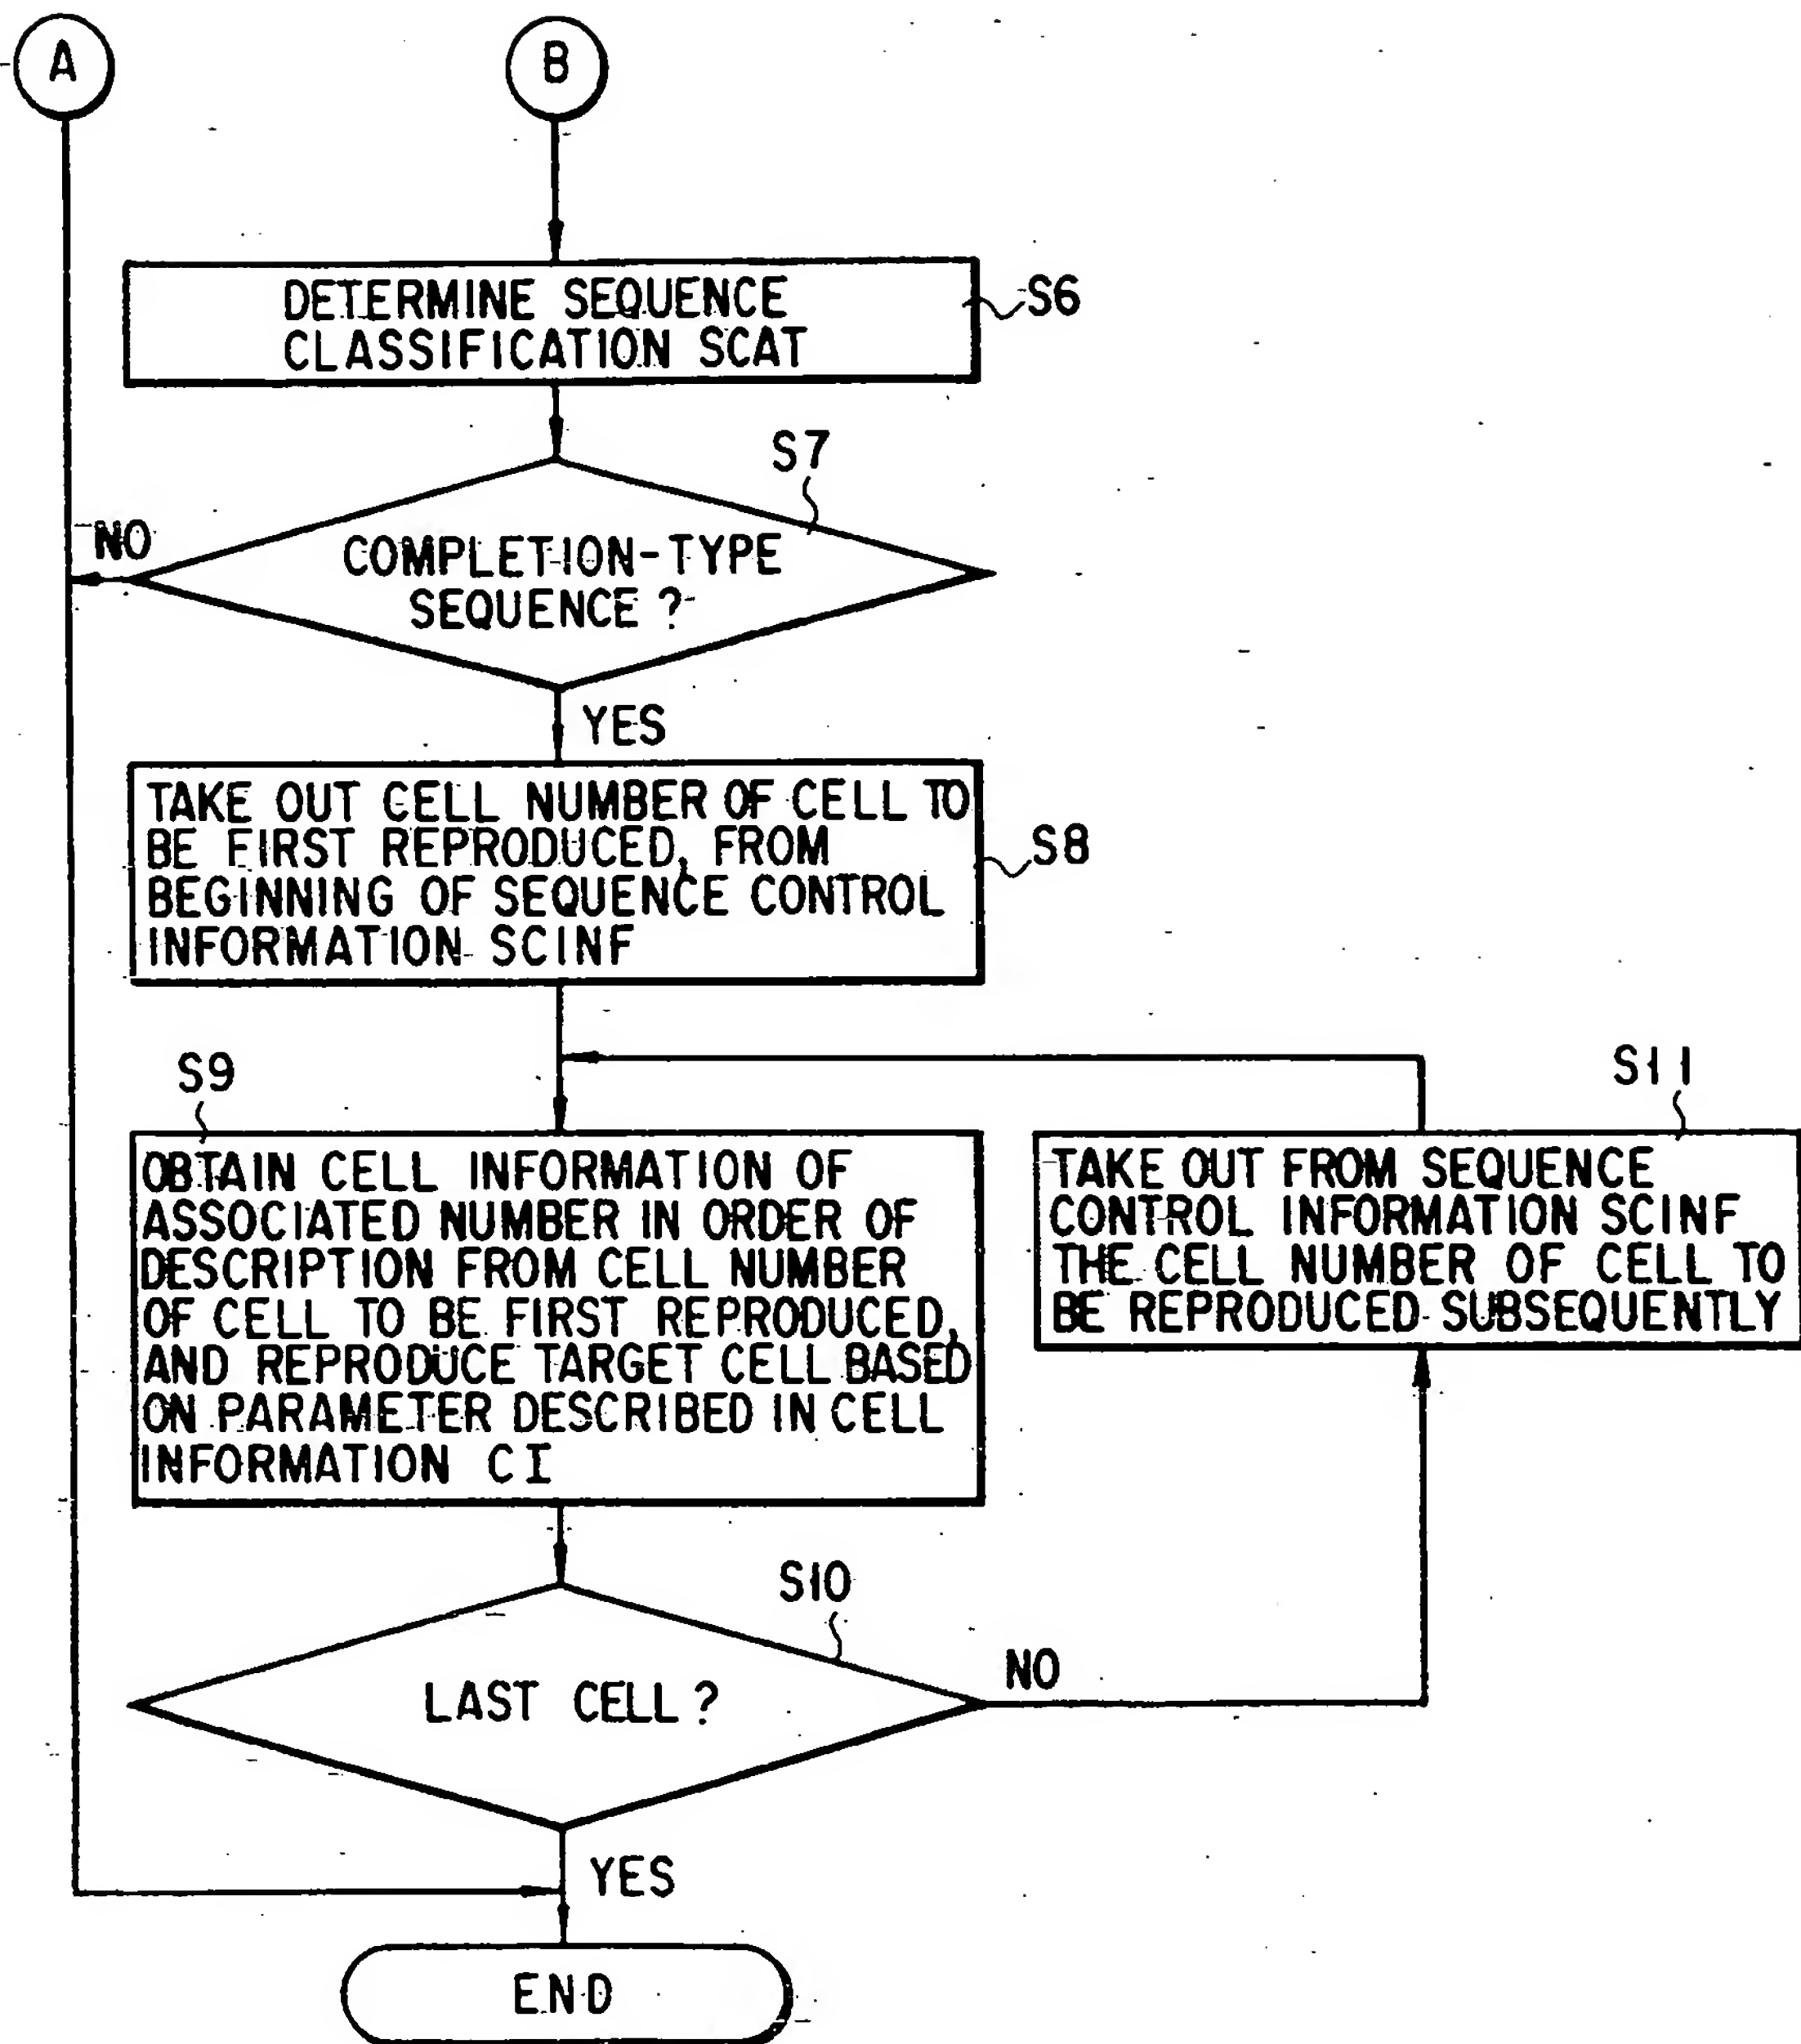 A
B
DETERMINE SEQUENCE
CLASSIFICATION SCAT
S6
S7
NO
COMPLETION-TYPE
SEQUENCE?
YES
TAKE OUT CELL NUMBER OF CELL TO
BE FIRST REPRODUCED, FROM
BEGINNING OF SEQUENCE CONTROL
INFORMATION SCINF
S8
S9
S11
OBTAIN CELL INFORMATION OF
ASSOCIATED NUMBER IN ORDER OF
DESCRIPTION FROM CELL NUMBER
OF CELL TO BE FIRST REPRODUCED,
AND REPRODUCE TARGET CELL BASED
ON PARAMETER DESCRIBED IN CELL
INFORMATION CI
TAKE OUT FROM SEQUENCE
CONTROL INFORMATION SCINF
THE CELL NUMBER OF CELL TO
BE REPRODUCED SUBSEQUENTLY
S10
LAST CELL?
NO
YES
END